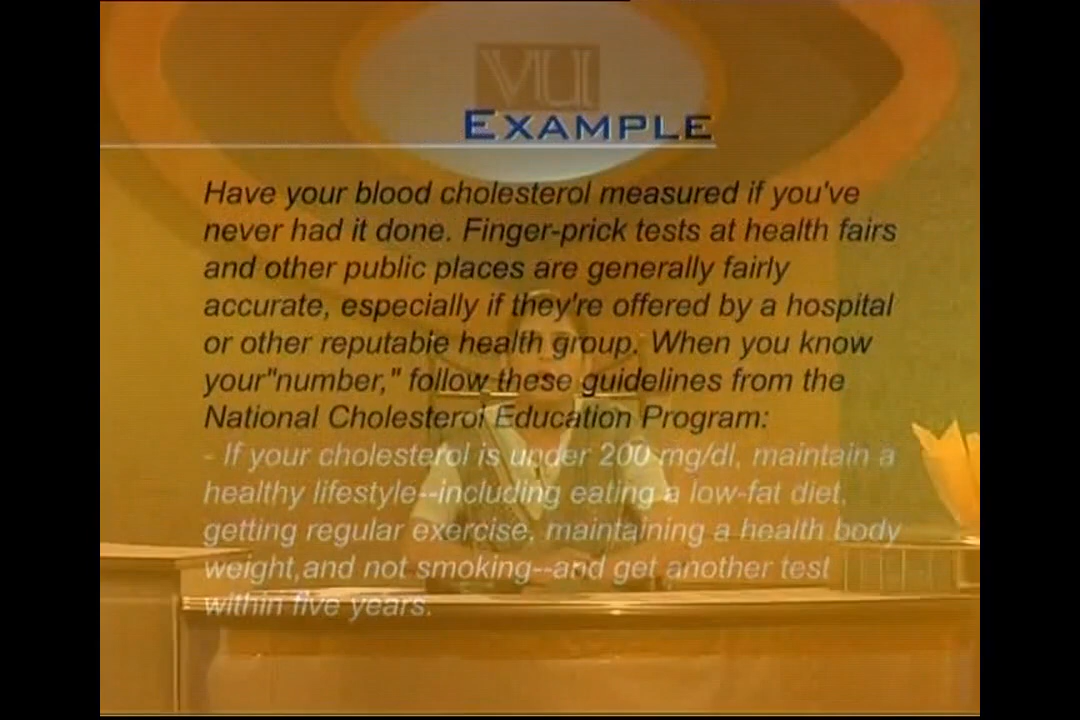 VU
EXAMPLE
Have your blood cholesterol measured if you've
never had it done. Finger-prick tests at health fairs
and other public places are generally fairly
accurate, especially if they're offered by a hospital
or other reputable health group. When you know
your"number," follow these guidelines from the
National Cholesterol Education Program:
- If your cholesterol is under 200 mg/dl, maintain a
healthy lifestyle--including eating a low-fat diet,
getting regular exercise, maintaining a health body
weight,and not smoking--and get another test
within five years.